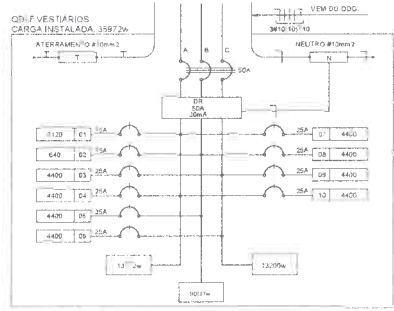 VEM DO QDG.
VESTIÁRIOS
CARGA INSTALADA, 35972w
3#10(10) 10
ATERRAMENTO #10mm2
NEUTRO #10mm2
A B C
T
N
50A
DR
50A
30mA
01 25A 25A 07 4400
640 02 25A 25A 08 4400
4400 03 25A 25A 09 4400
4400 04 25A 25A 10 4400
4400 05 25A
4400 06 25A
13200w